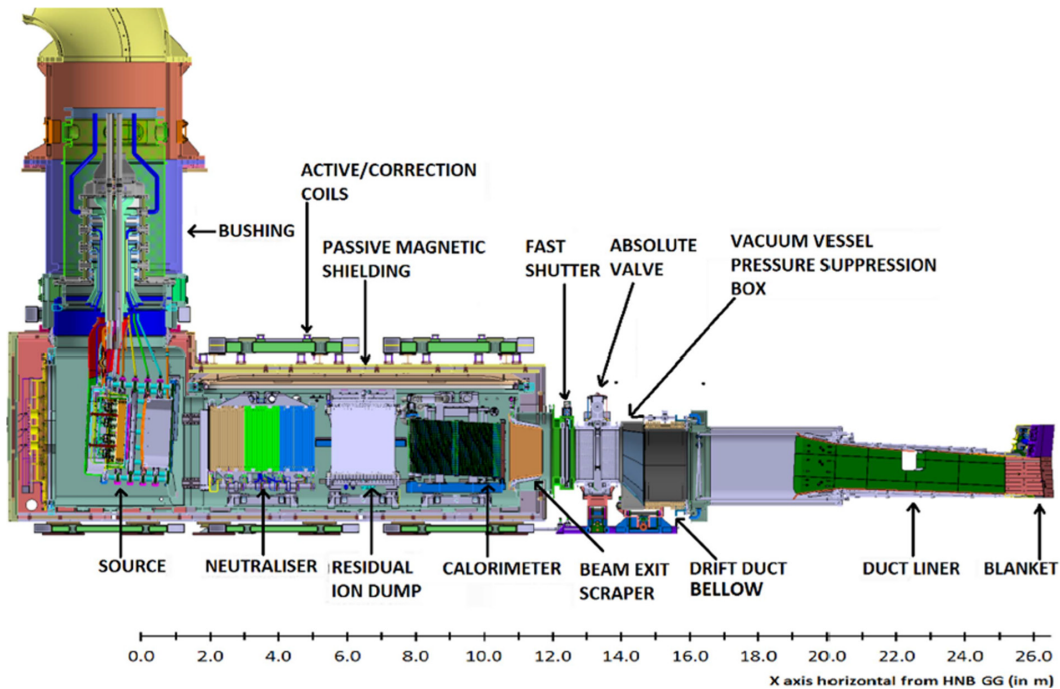 ACTIVE/CORRECTION
COILS
BUSHING
PASSIVE MAGNETIC
SHIELDING
FAST
SHUTTER
ABSOLUTE
VALVE
VACUUM VESSEL
PRESSURE SUPPRESSION
BOX
SOURCE
NEUTRALISER
RESIDUAL
ION DUMP
CALORIMETER
BEAM EXIT
SCRAPER
DRIFT DUCT
BELLOW
DUCT LINER
BLANKET
0.0 2.0 4.0 6.0 8.0 10.0 12.0 14.0 16.0 18.0 20.0 22.0 24.0 26.0
X axis horizontal from HNB GG (in m)